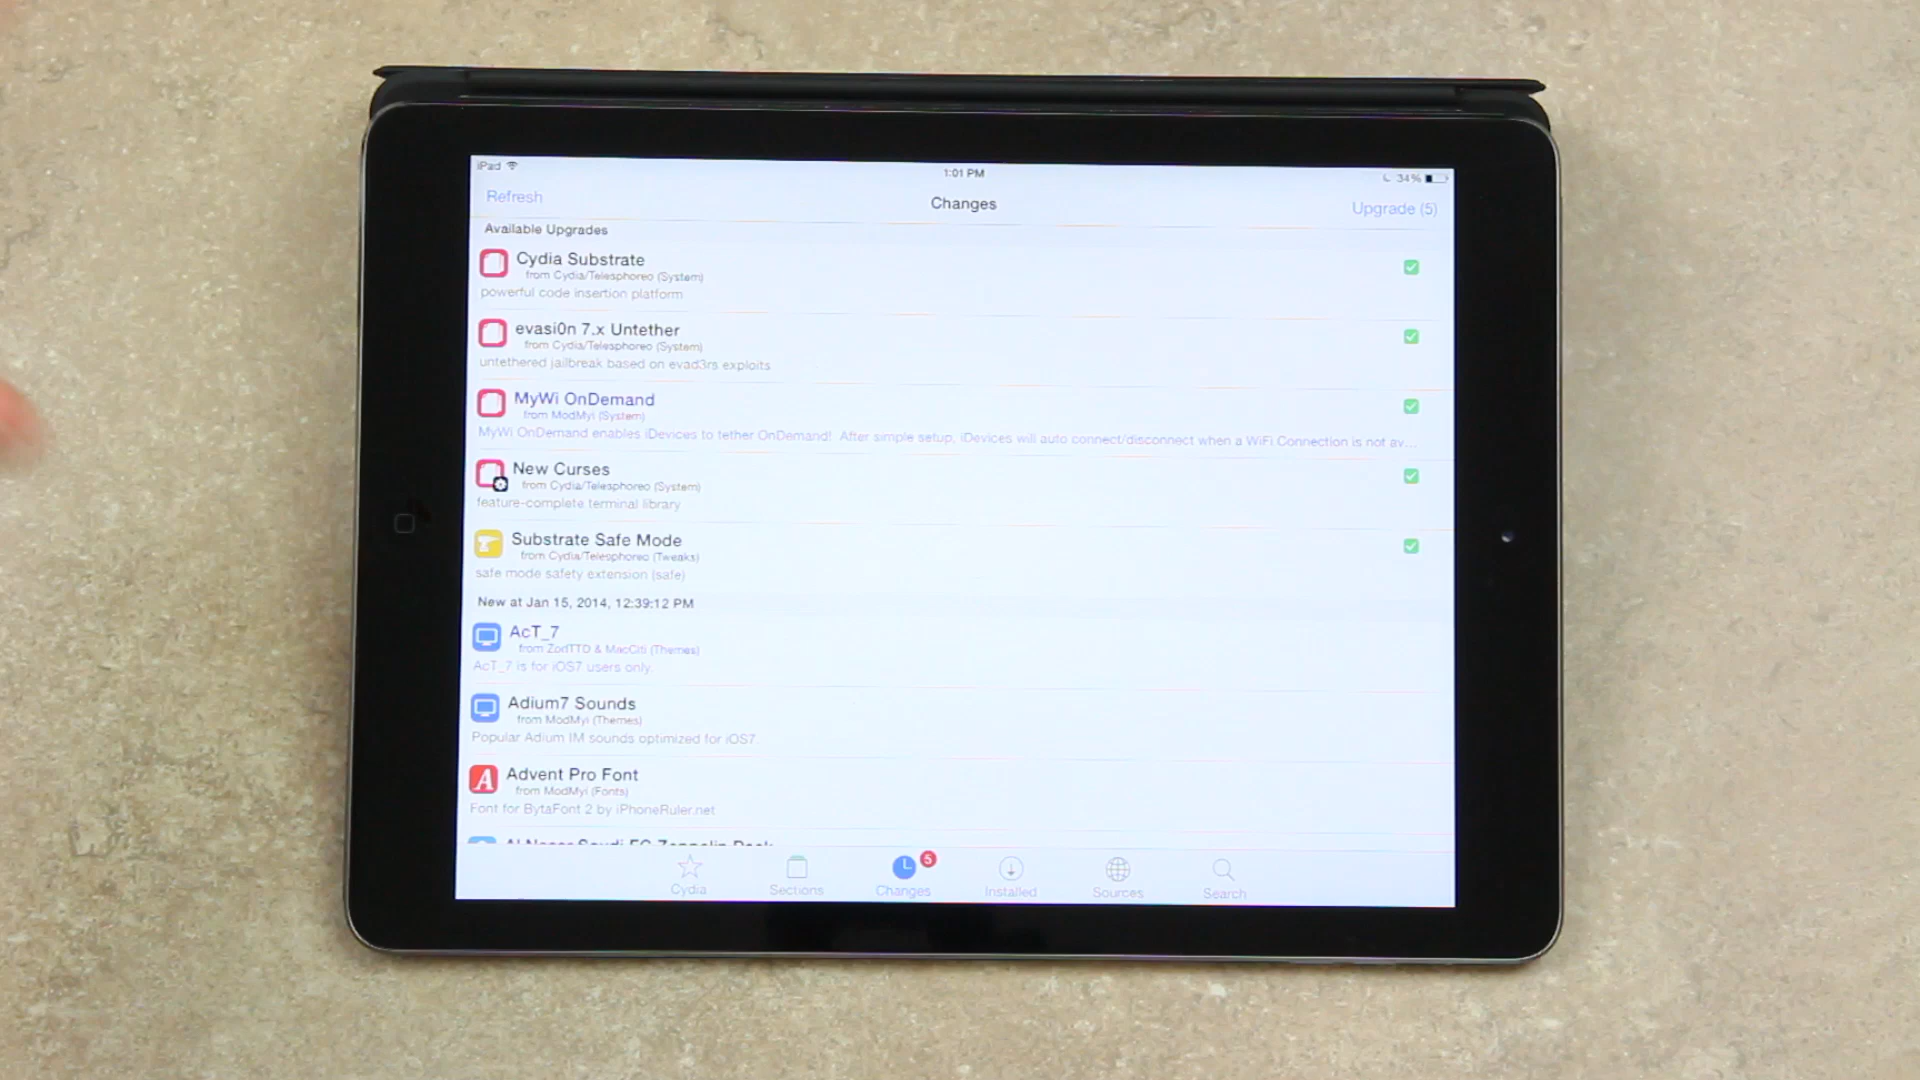 iPad
1:01 PM
34%
Refresh
Changes
Upgrade (5)
Available Upgrades
Cydia Substrate
from Cydia/Telesphoreo (System)
powerful code insertion platform
evasi0n 7.x Untether
from Cydia/Telesphoreo (System)
untethered jailbreak based on evad3rs exploits
MyWi OnDemand
from ModMyi (System)
MyWi OnDemand enables iDevices to tether OnDemand! After simple setup, iDevices will auto connect/disconnect when a WiFi Connection is not av...
New Curses
from Cydia/Telesphoreo (System)
feature-complete terminal library
Substrate Safe Mode
from Cydia/Telesphoreo (Tweaks)
safe mode safety extension (safe)
New at Jan 15, 2014, 12:39:12 PM
AcT_7
from ZorTTO & MacCiti (Themes)
AcT_7 is for iOS7 users only.
Adium7 Sounds
from ModMyi (Themes)
Popular Adium IM sounds optimized for iOS7.
A
Advent Pro Font
from ModMyi (Fonts)
Font for BytaFont 2 by iPhoneRuler.net
5
Cydia
Sections
Changes
Installed
Sources
Search